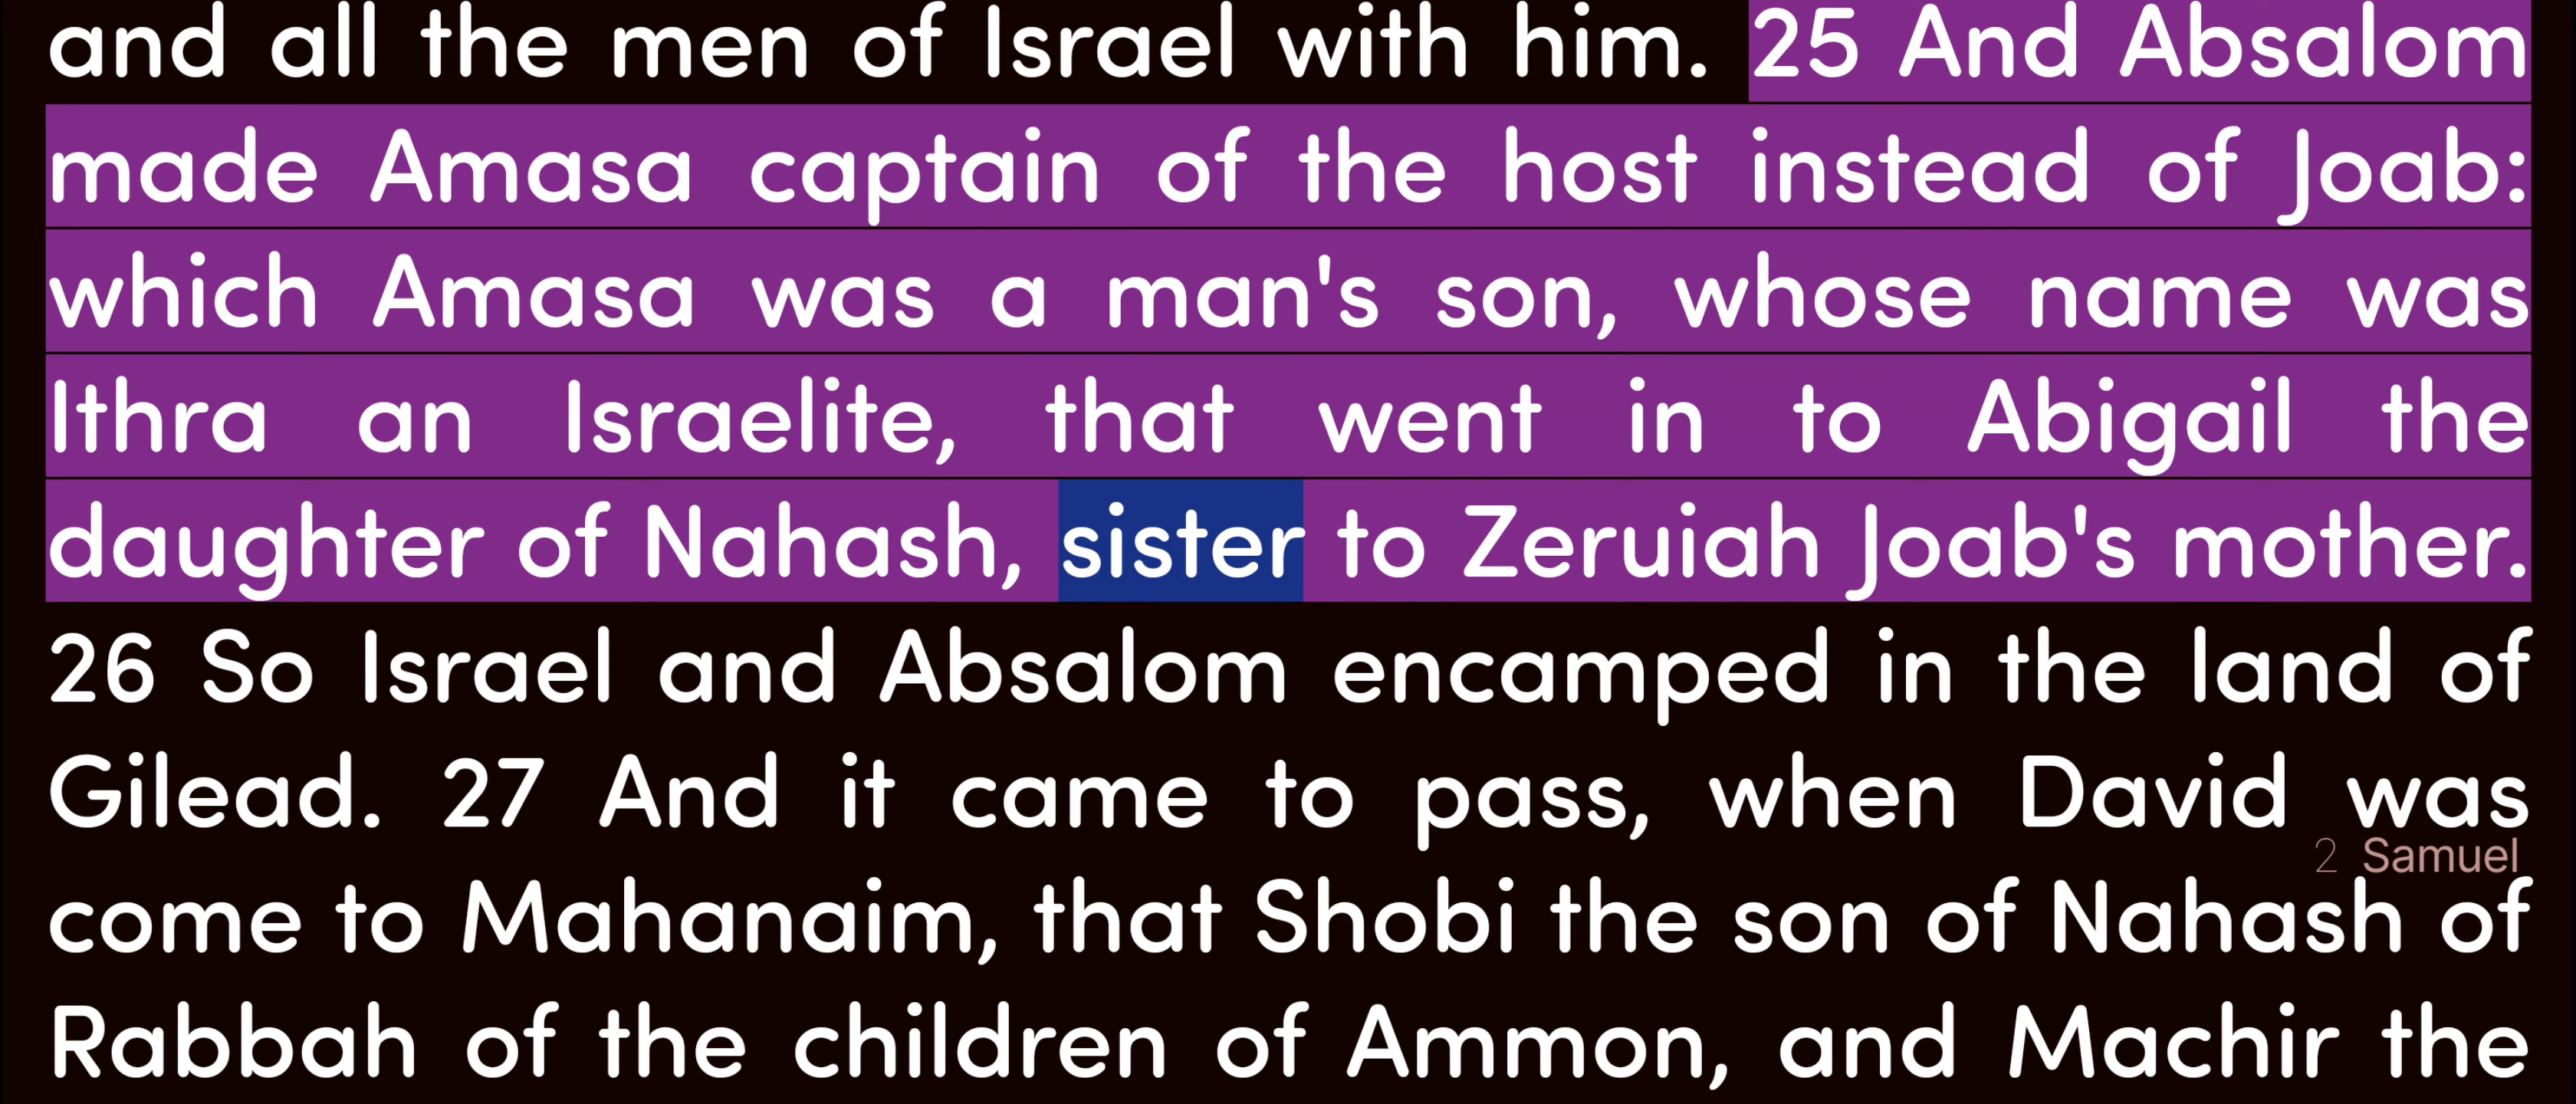 and all the men of Israel with him. 25 And Absalom
made Amasa captain of the host instead of Joab:
which Amasa was a man's son, whose name was
Ithra an Israelite, that went in to Abigail the
daughter of Nahash, sister to Zeruiah Joab's mother.
26 So Israel and Absalom encamped in the land of
Gilead. 27 And it came to pass, when David was
2 Samuel
come to Mahanaim, that Shobi the son of Nahash of
Rabbah of the children of Ammon, and Machir the